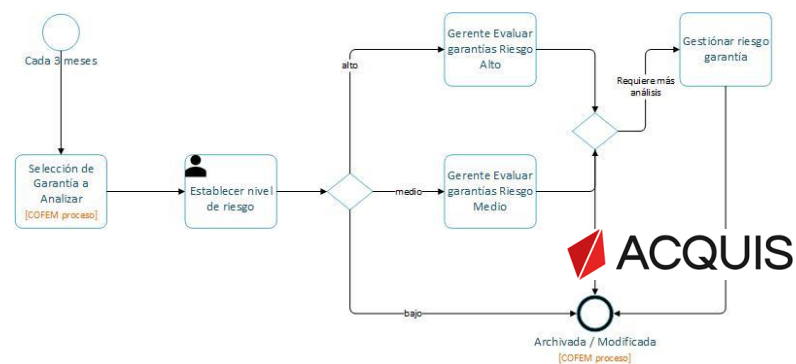 Cada 3 meses
Selección de
Garantía a
Analizar
[COFEM proceso]
Establecer nivel
de riesgo
alto
medio
bajo
Gerente Evaluar
garantías Riesgo
Alto
Gerente Evaluar
garantías Riesgo
Medio
Requiere más
análisis
Gestiónar riesgo
garantía
ACQUIS
Archivada / Modificada
[COFEM proceso]